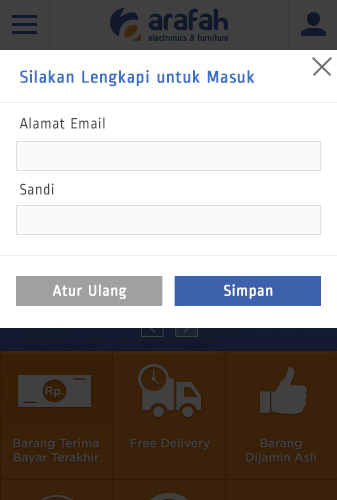 arafah
electronics & furniture
Silakan Lengkapi untuk Masuk
Alamat Email
Sandi
Atur Ulang
Simpan
Rp.
Barang Terima
Bayar Terakhir
Free Delivery
Barang
Dijamin Asli